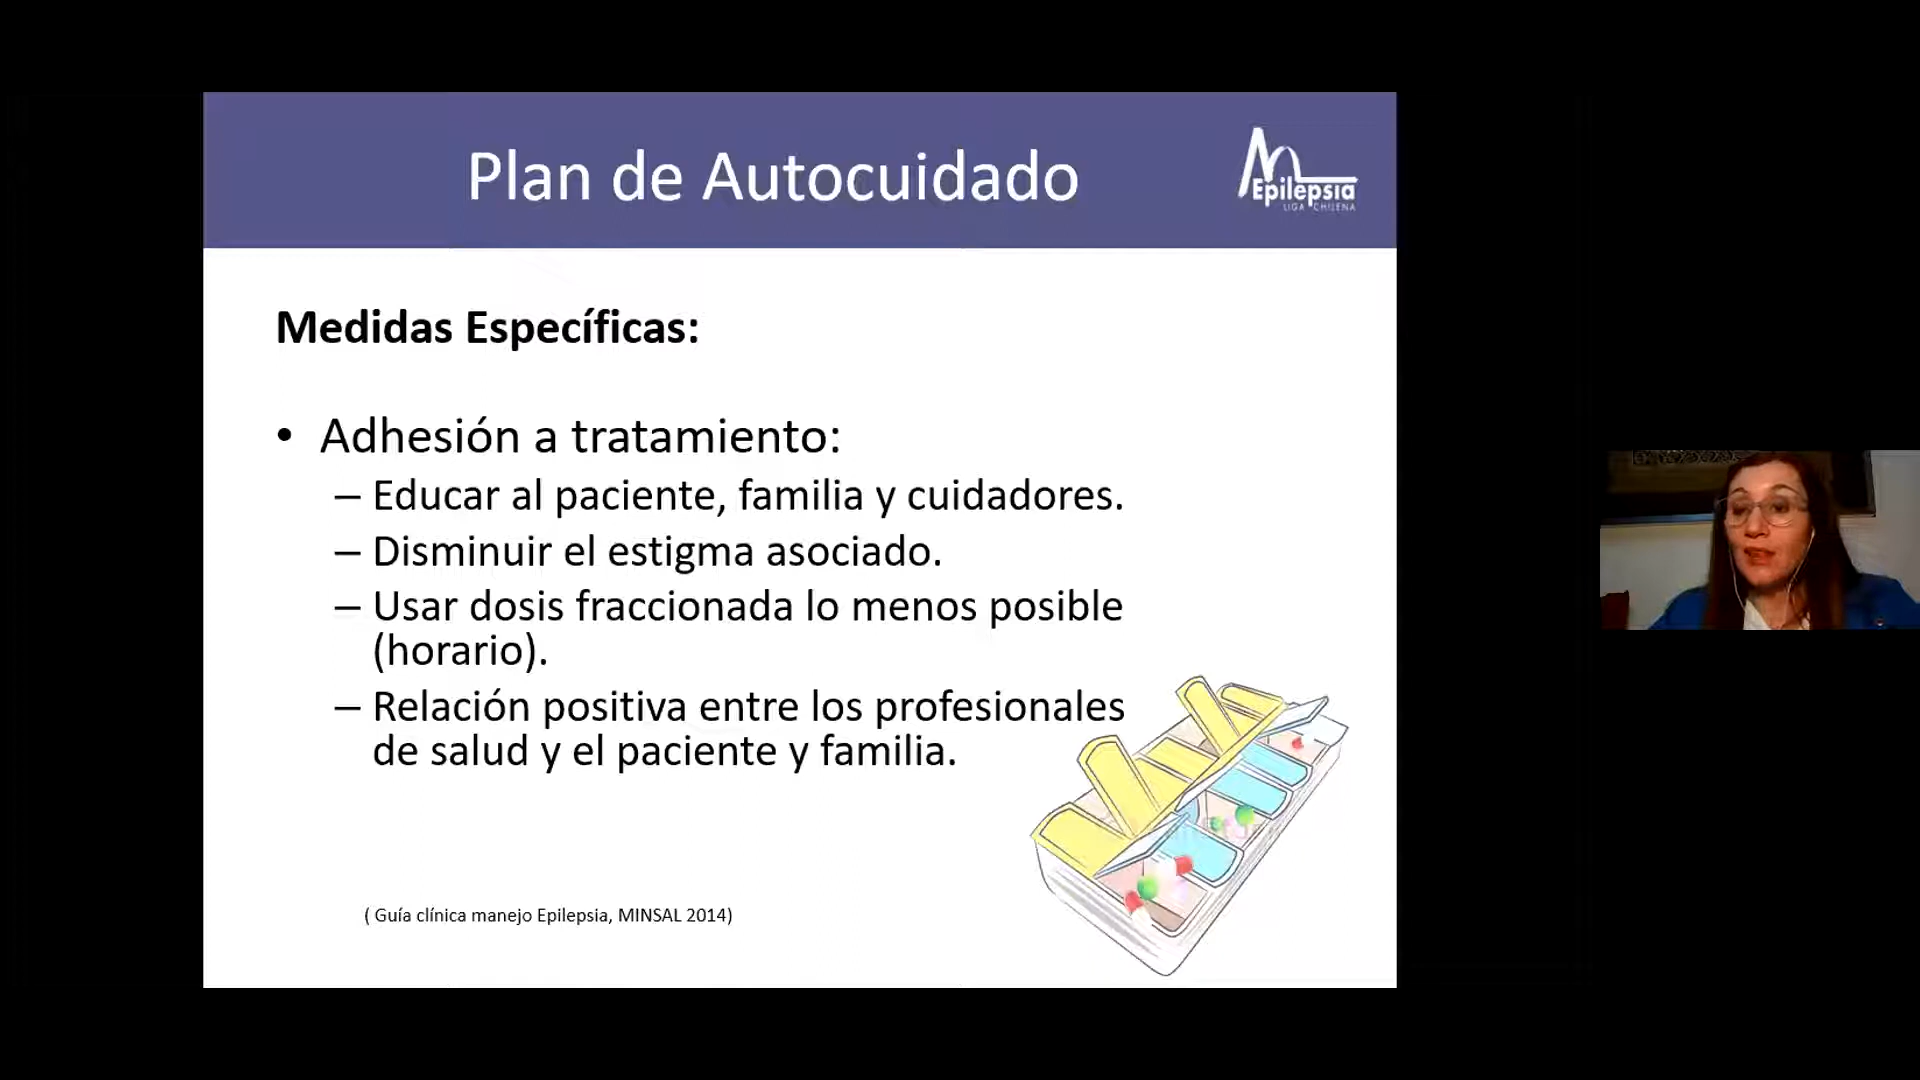 Plan de Autocuidado
Epilepsia
LIGA CHILENA
Medidas Específicas:
• Adhesión a tratamiento:
– Educar al paciente, familia y cuidadores.
– Disminuir el estigma asociado.
– Usar dosis fraccionada lo menos posible
(horario).
– Relación positiva entre los profesionales
de salud y el paciente y familia.
( Guía clínica manejo Epilepsia, MINSAL 2014)